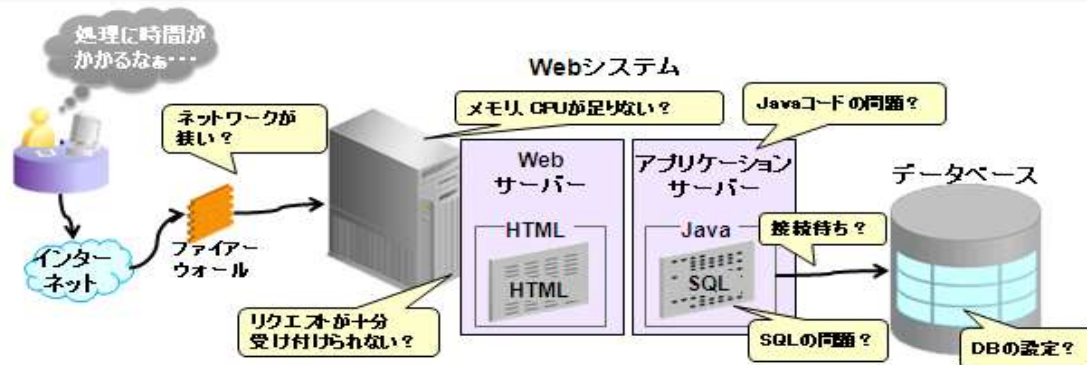 処理に時間が
かかるなぁ・・・
Webシステム
ネットワークが
狭い？
メモリ、CPUが足りない？
Javaコードの問題？
Web
サーバー
アプリケーション
サーバー
データベース
HTML
HTML
Java
SQL
接続待ち？
インター
ネット
ファイアー
ウォール
リクエストが十分
受け付けられない？
SQLの問題？
DBの設定？